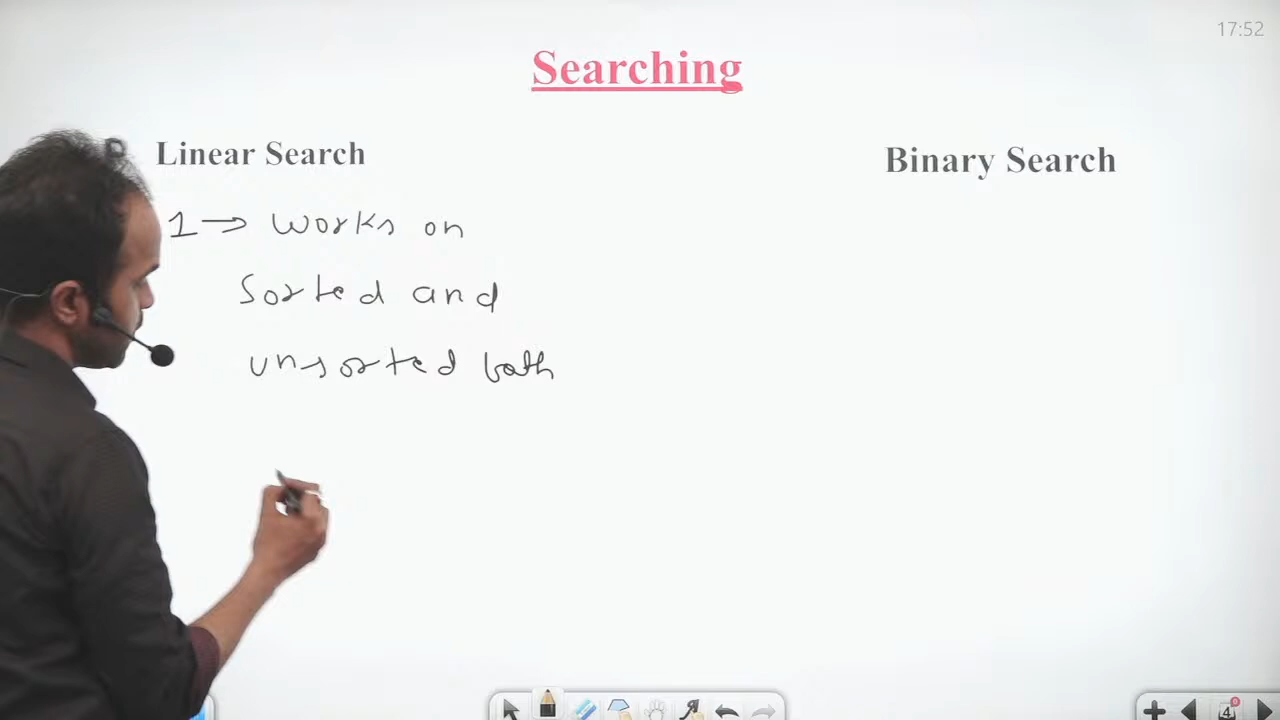 17:52
Searching
Linear Search
Binary Search
1→ Works on
Sorted and
unsorted both
4